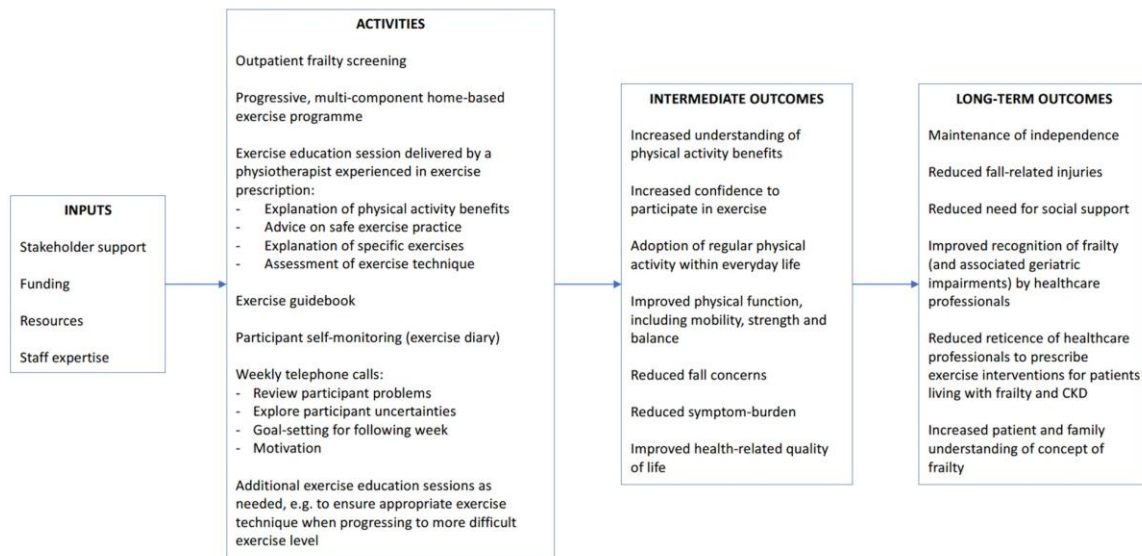 INPUTS
Stakeholder support
Funding
Resources
Staff expertise
ACTIVITIES
Outpatient frailty screening
Progressive, multi-component home-based
exercise programme
Exercise education session delivered by a
physiotherapist experienced in exercise
prescription:
- Explanation of physical activity benefits
- Advice on safe exercise practice
- Explanation of specific exercises
- Assessment of exercise technique
Exercise guidebook
Participant self-monitoring (exercise diary)
Weekly telephone calls:
- Review participant problems
- Explore participant uncertainties
- Goal-setting for following week
- Motivation
Additional exercise education sessions as
needed, e.g. to ensure appropriate exercise
technique when progressing to more difficult
exercise level
INTERMEDIATE OUTCOMES
Increased understanding of
physical activity benefits
Increased confidence to
participate in exercise
Adoption of regular physical
activity within everyday life
Improved physical function,
including mobility, strength and
balance
Reduced fall concerns
Reduced symptom-burden
Improved health-related quality
of life
LONG-TERM OUTCOMES
Maintenance of independence
Reduced fall-related injuries
Reduced need for social support
Improved recognition of frailty
(and associated geriatric
impairments) by healthcare
professionals
Reduced reticence of healthcare
professionals to prescribe
exercise interventions for patients
living with frailty and CKD
Increased patient and family
understanding of concept of
frailty